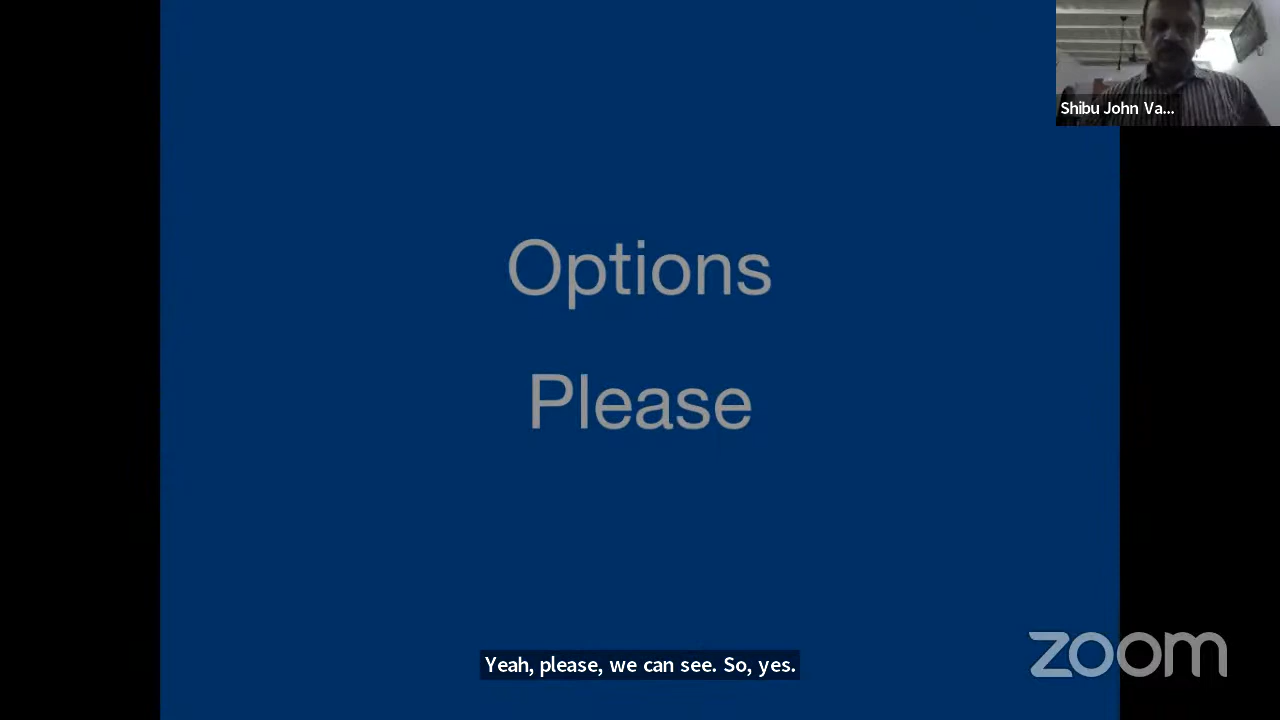 Shibu John Va...
Options
Please
Yeah, please, we can see. So, yes.
zoom